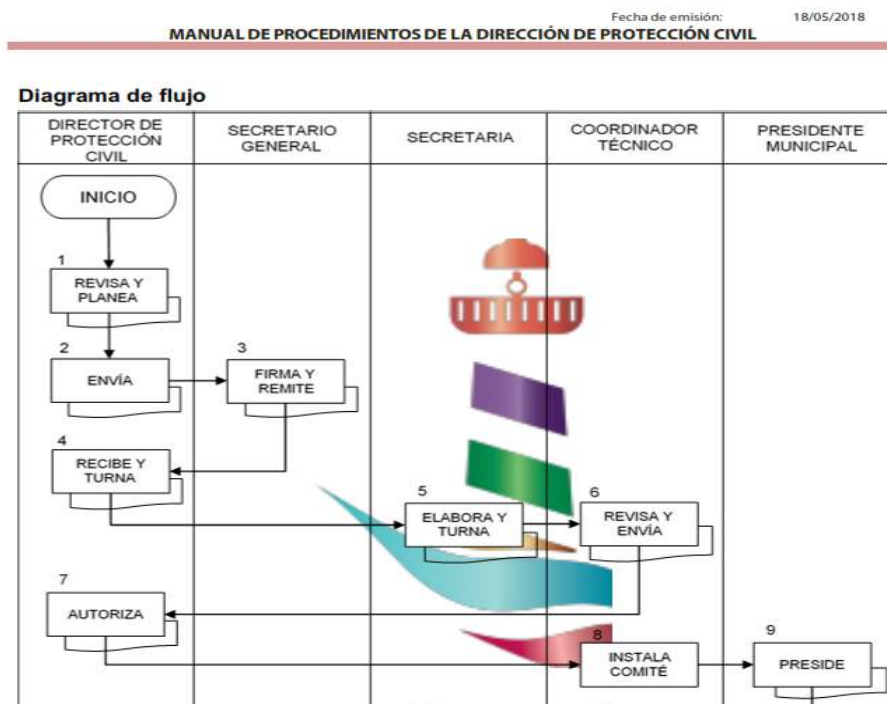 Fecha de emisión: 18/05/2018
MANUAL DE PROCEDIMIENTOS DE LA DIRECCIÓN DE PROTECCIÓN CIVIL
Diagrama de flujo
DIRECTOR DE
PROTECCIÓN
CIVIL
SECRETARIO
GENERAL
SECRETARIA
COORDINADOR
TÉCNICO
PRESIDENTE
MUNICIPAL
INICIO
1
REVISA Y
PLANEA
2
ENVÍA
3
FIRMA Y
REMITE
4
RECIBE Y
TURNA
5
ELABORA Y
TURNA
6
REVISA Y
ENVÍA
7
AUTORIZA
8
INSTALA
COMITÉ
9
PRESIDE